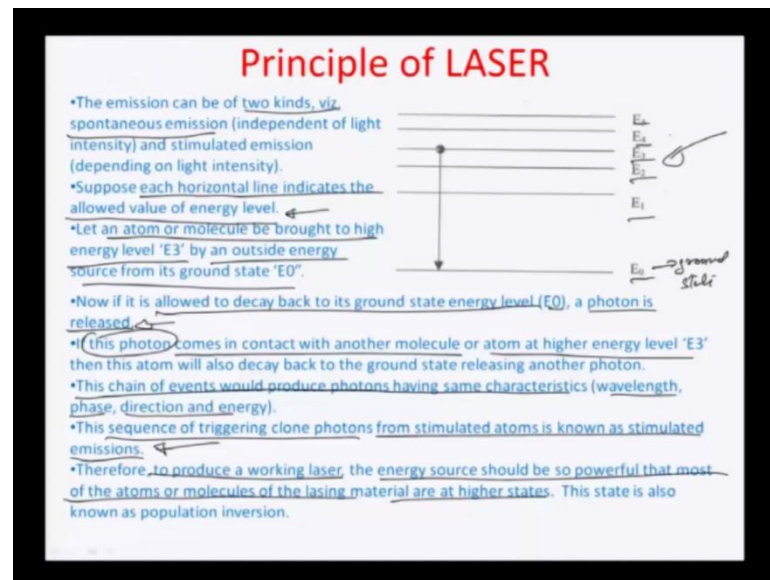 Principle of LASER
•The emission can be of two kinds, viz,
spontaneous emission (independent of light
intensity) and stimulated emission
(depending on light intensity).
•Suppose each horizontal line indicates the
allowed value of energy level.
•Let an atom or molecule be brought to high
energy level 'E3' by an outside energy
source from its ground state 'E0".
E4
E3
E2
E1
E0 → ground
state
•Now if it is allowed to decay back to its ground state energy level (E0), a photon is
released
•If this photon comes in contact with another molecule or atom at higher energy level 'E3'
then this atom will also decay back to the ground state releasing another photon.
•This chain of events would produce photons having same characteristics (wavelength,
phase, direction and energy).
•This sequence of triggering clone photons from stimulated atoms is known as stimulated
emissions.
•Therefore, to produce a working laser, the energy source should be so powerful that most
of the atoms or molecules of the lasing material are at higher states. This state is also
known as population inversion.